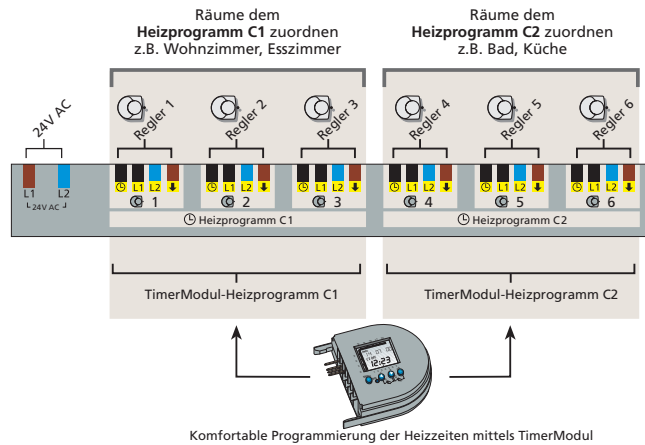 Räume dem
Heizprogramm C1 zuordnen
z.B. Wohnzimmer, Esszimmer
Räume dem
Heizprogramm C2 zuordnen
z.B. Bad, Küche
24V AC
Regler 1
Regler 2
Regler 3
Regler 4
Regler 5
Regler 6
L1 L2
24V AC
L1 L2
L1 L2
L1 L2
L1 L2
L1 L2
L1 L2
1
2
3
4
5
6
Heizprogramm C1
Heizprogramm C2
TimerModul-Heizprogramm C1
TimerModul-Heizprogramm C2
12:23
Komfortable Programmierung der Heizzeiten mittels TimerModul